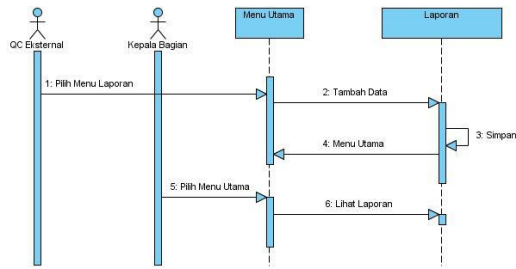 Menu Utama
Laporan
QC Eksternal
Kepala Bagian
1: Pilih Menu Laporan
2: Tambah Data
3: Simpan
4: Menu Utama
5: Pilih Menu Utama
6: Lihat Laporan